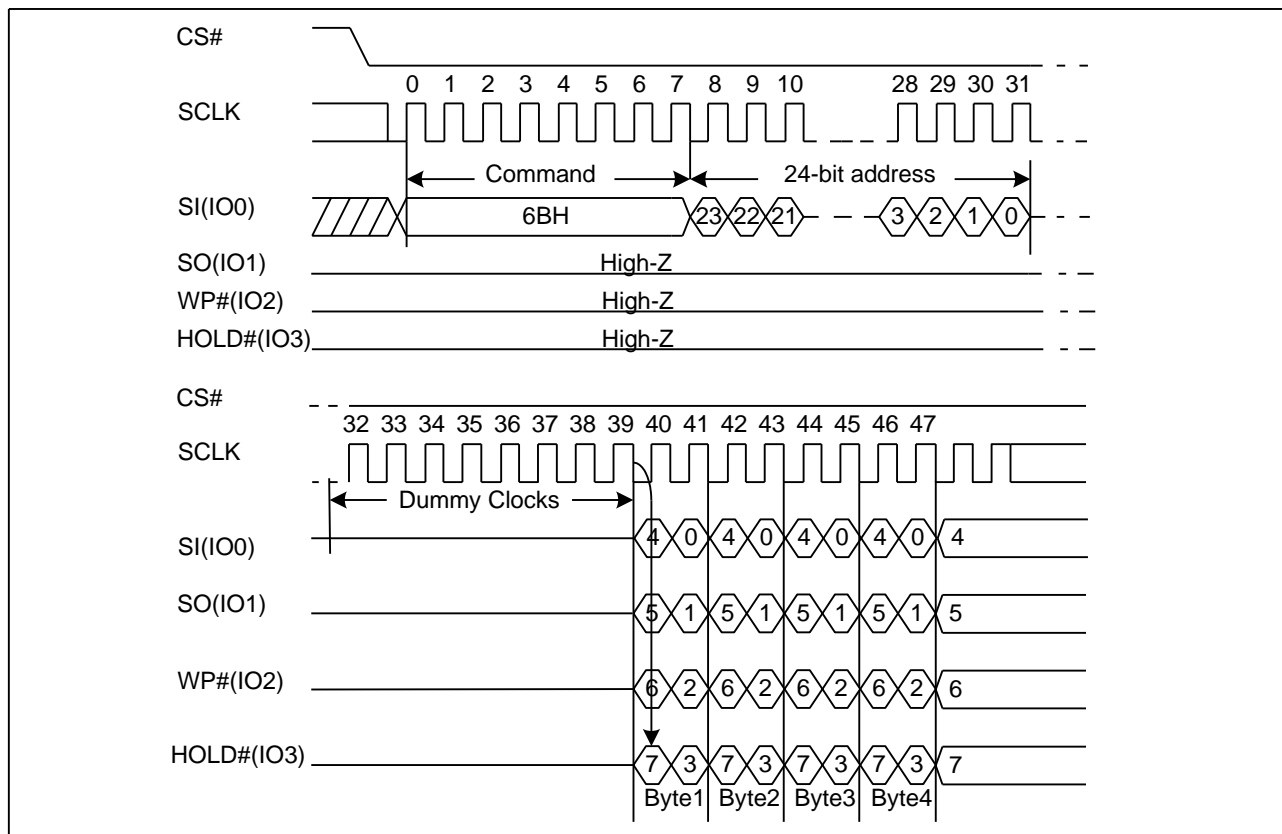 CS#
0 1 2 3 4 5 6 7 8 9 10 28 29 30 31
SCLK
Command 24-bit address
SI(IO0) 6BH 23 22 21 3 2 1 0
SO(IO1) High-Z
WP#(IO2) High-Z
HOLD#(IO3) High-Z
CS#
32 33 34 35 36 37 38 39 40 41 42 43 44 45 46 47
SCLK
Dummy Clocks
SI(IO0) 4 0 4 0 4 0 4 0 4
SO(IO1) 5 1 5 1 5 1 5 1 5
WP#(IO2) 6 2 6 2 6 2 6 2 6
HOLD#(IO3) 7 3 7 3 7 3 7 3 7
Byte1 Byte2 Byte3 Byte4